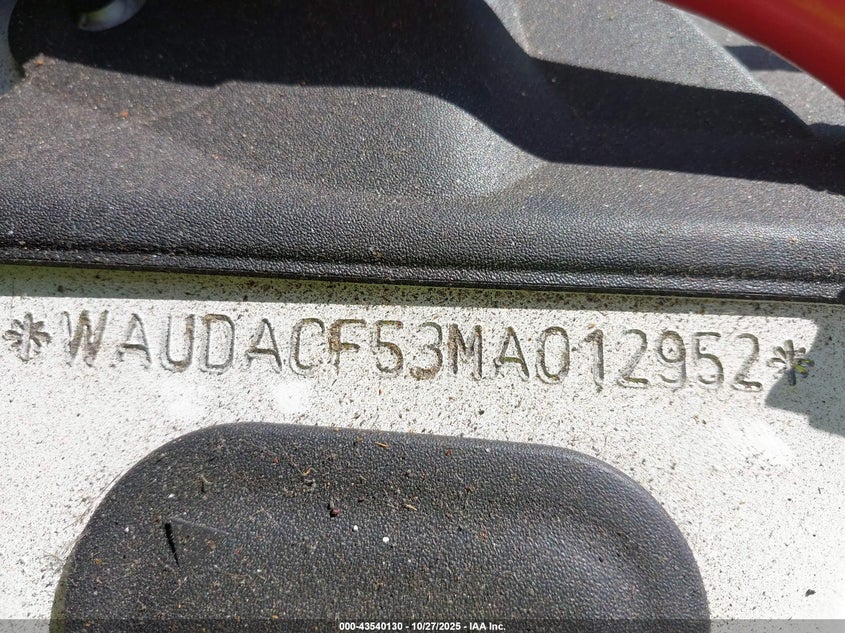 *WAUDACF53MA012952*
000-43540130 | 10/27/2025 - IAA Inc.